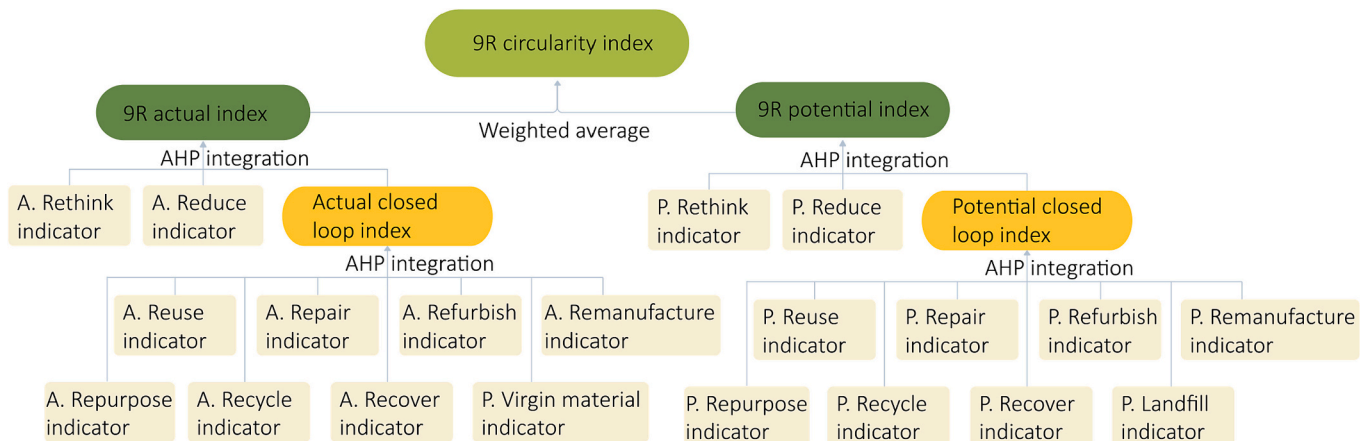 9R circularity index
9R actual index
9R potential index
Weighted average
AHP integration
AHP integration
A. Rethink
indicator
A. Reduce
indicator
Actual closed
loop index
P. Rethink
indicator
P. Reduce
indicator
Potential closed
loop index
AHP integration
AHP integration
A. Reuse
indicator
A. Repair
indicator
A. Refurbish
indicator
A. Remanufacture
indicator
P. Reuse
indicator
P. Repair
indicator
P. Refurbish
indicator
P. Remanufacture
indicator
A. Repurpose
indicator
A. Recycle
indicator
A. Recover
indicator
P. Virgin material
indicator
P. Repurpose
indicator
P. Recycle
indicator
P. Recover
indicator
P. Landfill
indicator